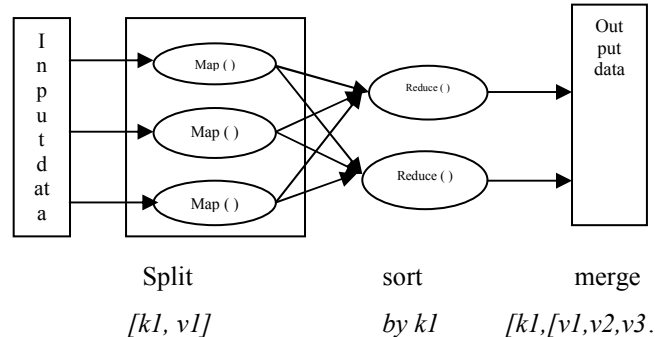 I
n
p
u
t
d
at
a
Map ( )
Map ( )
Map ( )
Reduce ( )
Reduce ( )
Out
put
data
Split sort merge
[k1, v1] by k1 [k1,[v1,v2,v3.